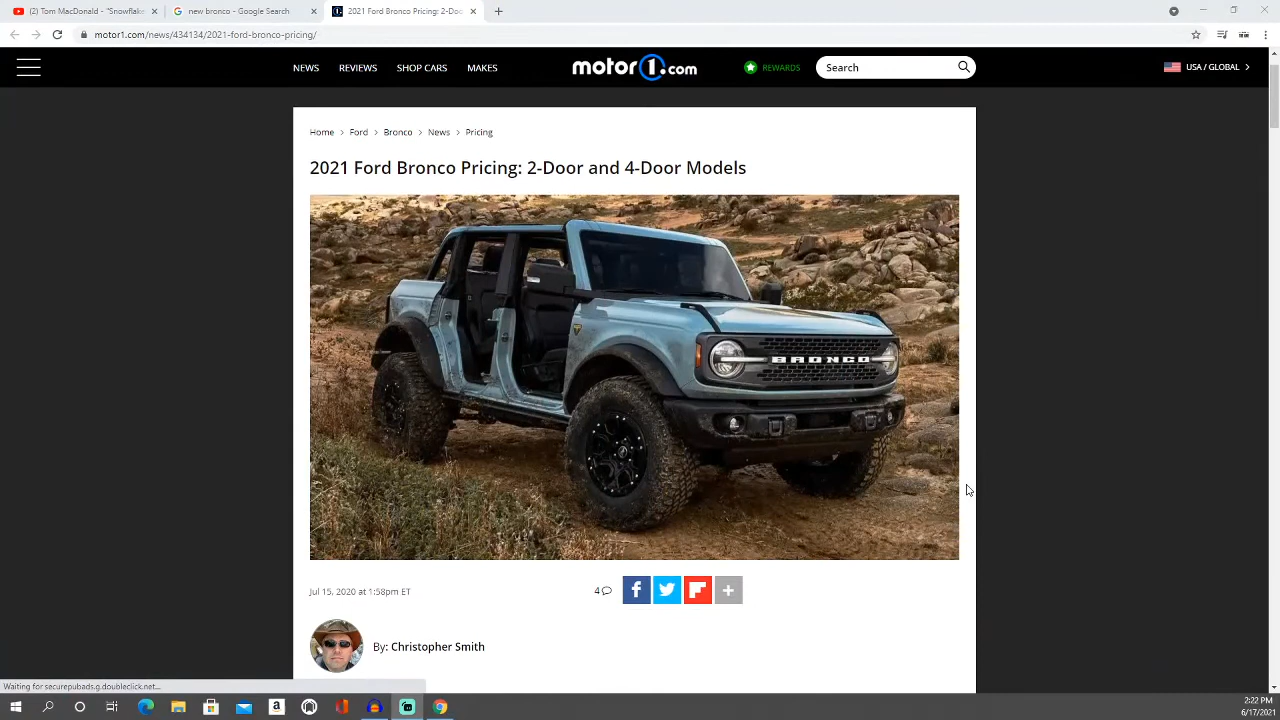 (2) Tom MacDonald - "Snowflake
new bronco - Google Search
2021 Ford Bronco Pricing: 2-Doo
motor1.com/news/434134/2021-ford-bronco-pricing/
NEWS
REVIEWS
SHOP CARS
MAKES
motor1.com
REWARDS
Search
USA / GLOBAL
Home > Ford > Bronco > News > Pricing
2021 Ford Bronco Pricing: 2-Door and 4-Door Models
BRONCO
Jul 15, 2020 at 1:58pm ET
4
By: Christopher Smith
Waiting for securepubads.g.doubleclick.net...
2:22 PM
6/17/2021